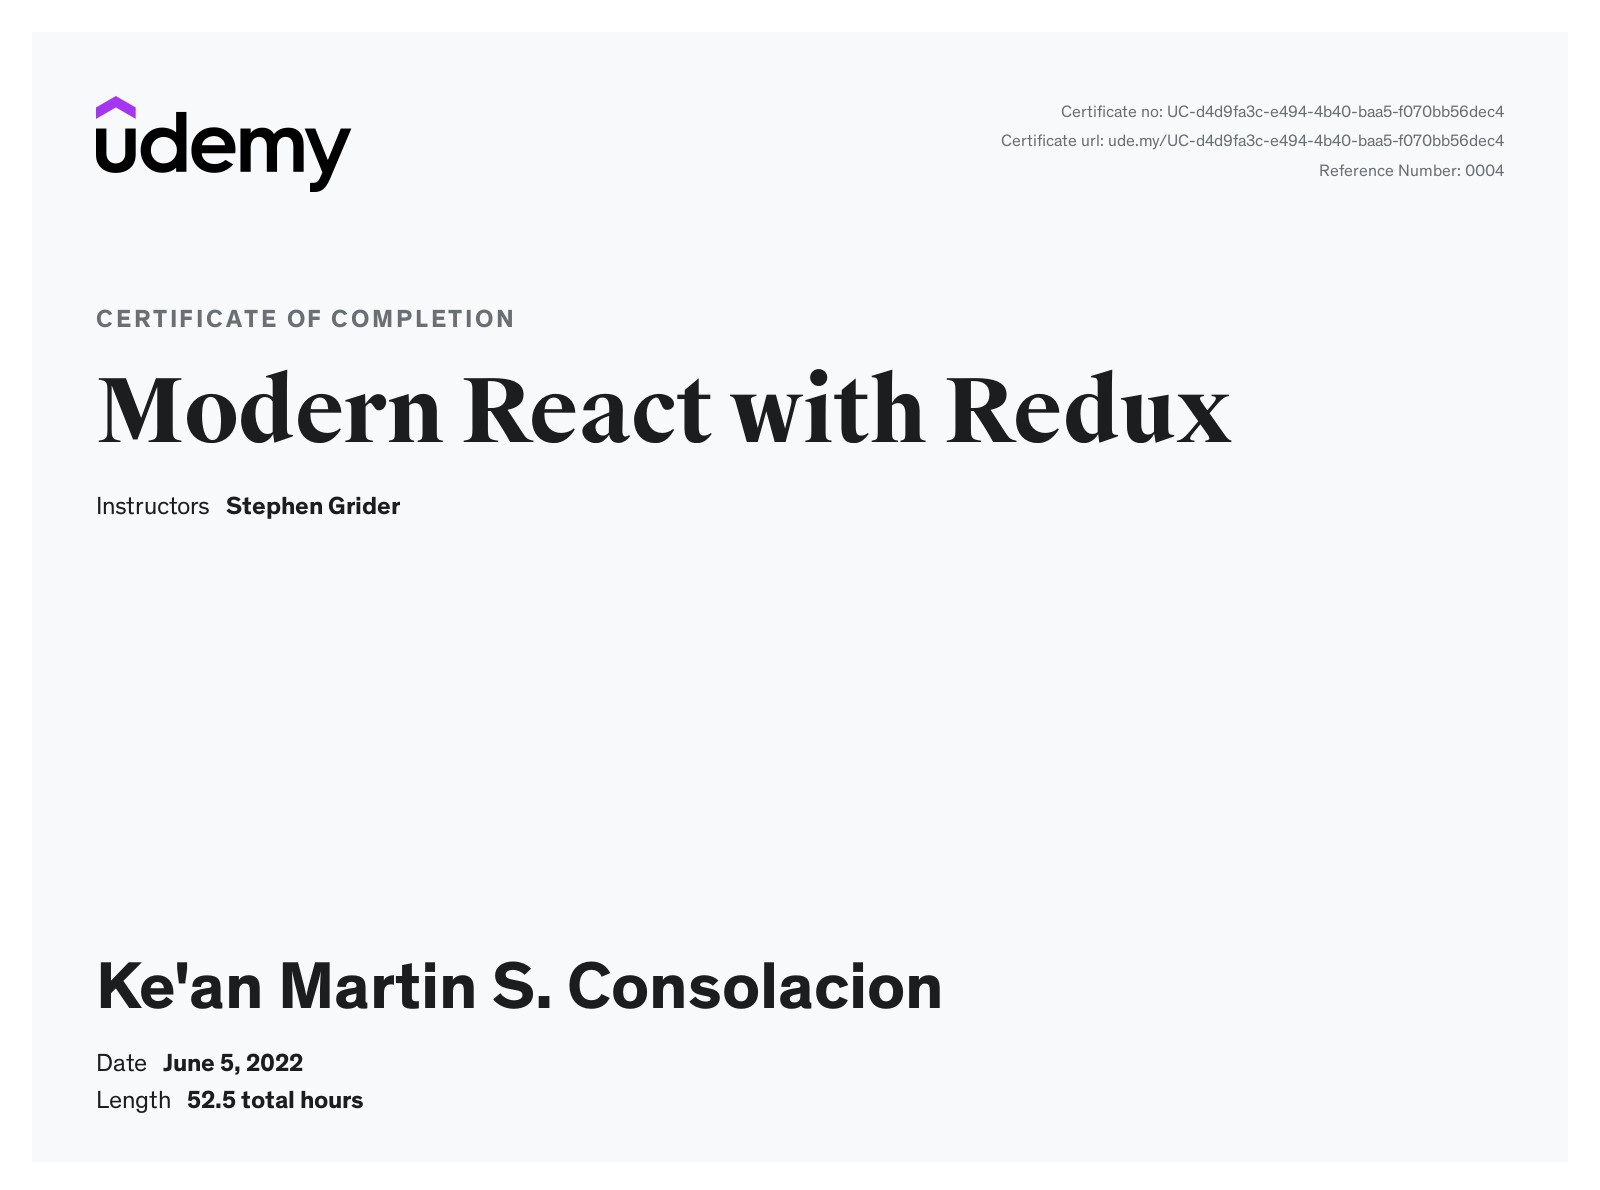 udemy
Certificate no: UC-d4d9fa3c-e494-4b40-baa5-f070bb56dec4
Certificate url: ude.my/UC-d4d9fa3c-e494-4b40-baa5-f070bb56dec4
Reference Number: 0004
CERTIFICATE OF COMPLETION
Modern React with Redux
Instructors Stephen Grider
Ke'an Martin S. Consolacion
Date June 5, 2022
Length 52.5 total hours